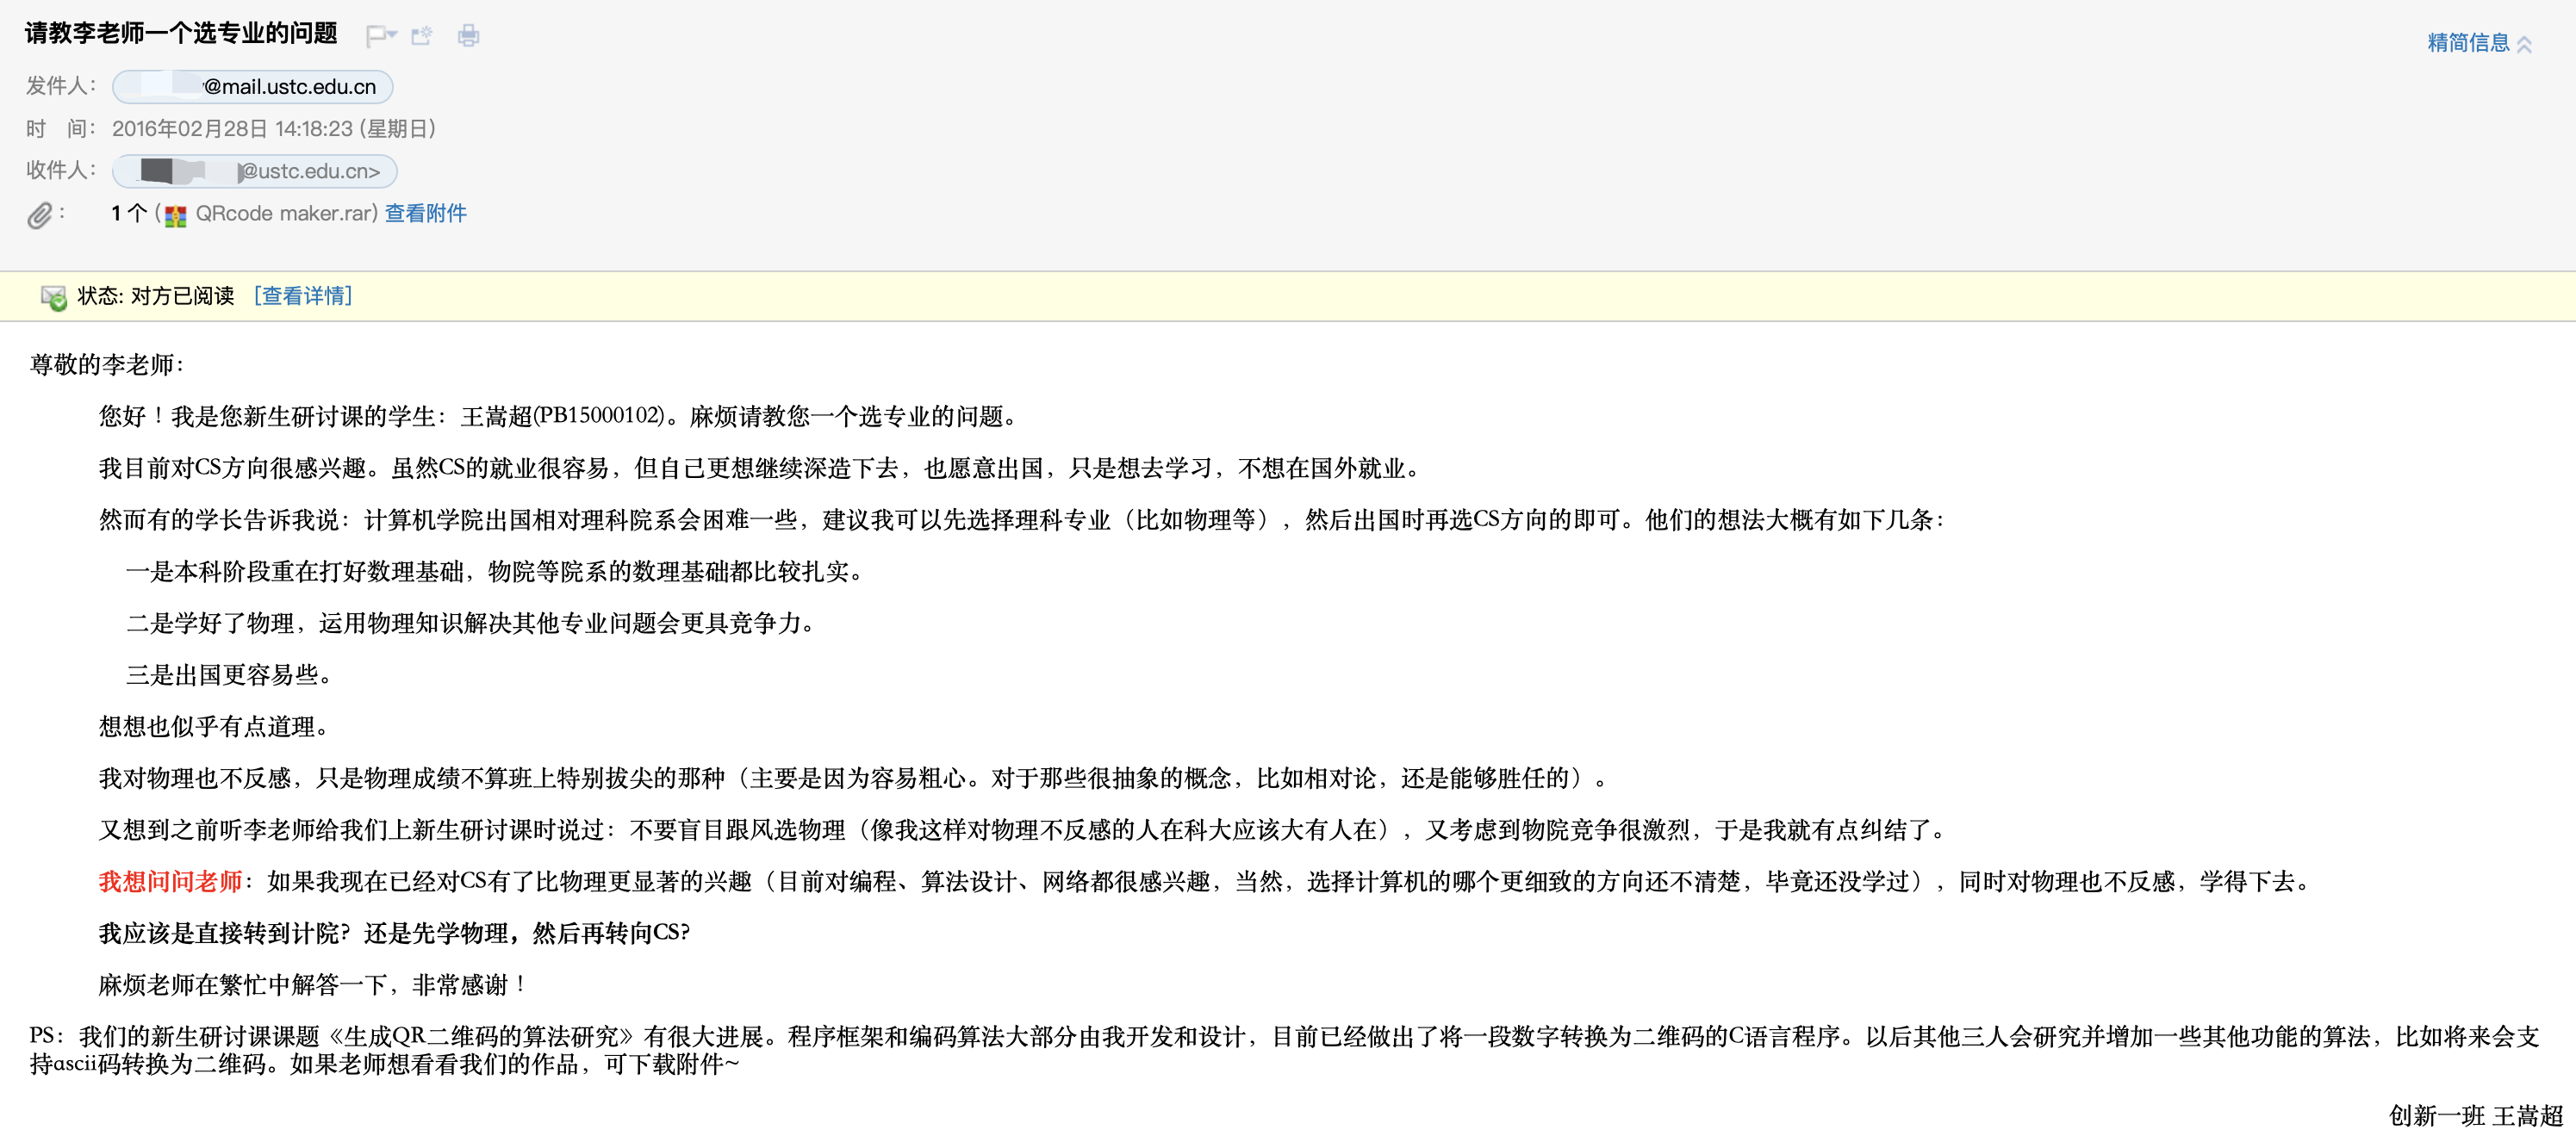 请教李老师一个选专业的问题
精简信息
发件人：
@mail.ustc.edu.cn
时 间： 2016年02月28日 14:18:23 (星期日)
收件人：
@ustc.edu.cn>
： 1 个 ( QRcode maker.rar) 查看附件
状态: 对方已阅读 [查看详情]
尊敬的李老师：
您好！我是您新生研讨课的学生：王嵩超(PB15000102)。麻烦请教您一个选专业的问题。
我目前对CS方向很感兴趣。虽然CS的就业很容易，但自己更想继续深造下去，也愿意出国，只是想去学习，不想在国外就业。
然而有的学长告诉我说：计算机学院出国相对理科院系会困难一些，建议我可以先选择理科专业（比如物理等），然后出国时再选CS方向的即可。他们的想法大概有如下几条：
一是本科阶段重在打好数理基础，物院等院系的数理基础都比较扎实。
二是学好了物理，运用物理知识解决其他专业问题会更具竞争力。
三是出国更容易些。
想想也似乎有点道理。
我对物理也不反感，只是物理成绩不算班上特别拔尖的那种（主要是因为容易粗心。对于那些很抽象的概念，比如相对论，还是能够胜任的）。
又想到之前听李老师给我们上新生研讨课时说过：不要盲目跟风选物理（像我这样对物理不反感的人在科大应该大有人在），又考虑到物院竞争很激烈，于是我就有点纠结了。
我想问问老师：如果我现在已经对CS有了比物理更显著的兴趣（目前对编程、算法设计、网络都很感兴趣，当然，选择计算机的哪个更细致的方向还不清楚，毕竟还没学过），同时对物理也不反感，学得下去。
我应该是直接转到计院？还是先学物理，然后再转向CS？
麻烦老师在繁忙中解答一下，非常感谢！
PS：我们的新生研讨课课题《生成QR二维码的算法研究》有很大进展。程序框架和编码算法大部分由我开发和设计，目前已经做出了将一段数字转换为二维码的C语言程序。以后其他三人会研究并增加一些其他功能的算法，比如将来会支
持ascii码转换为二维码。如果老师想看看我们的作品，可下载附件~
创新一班 王嵩超